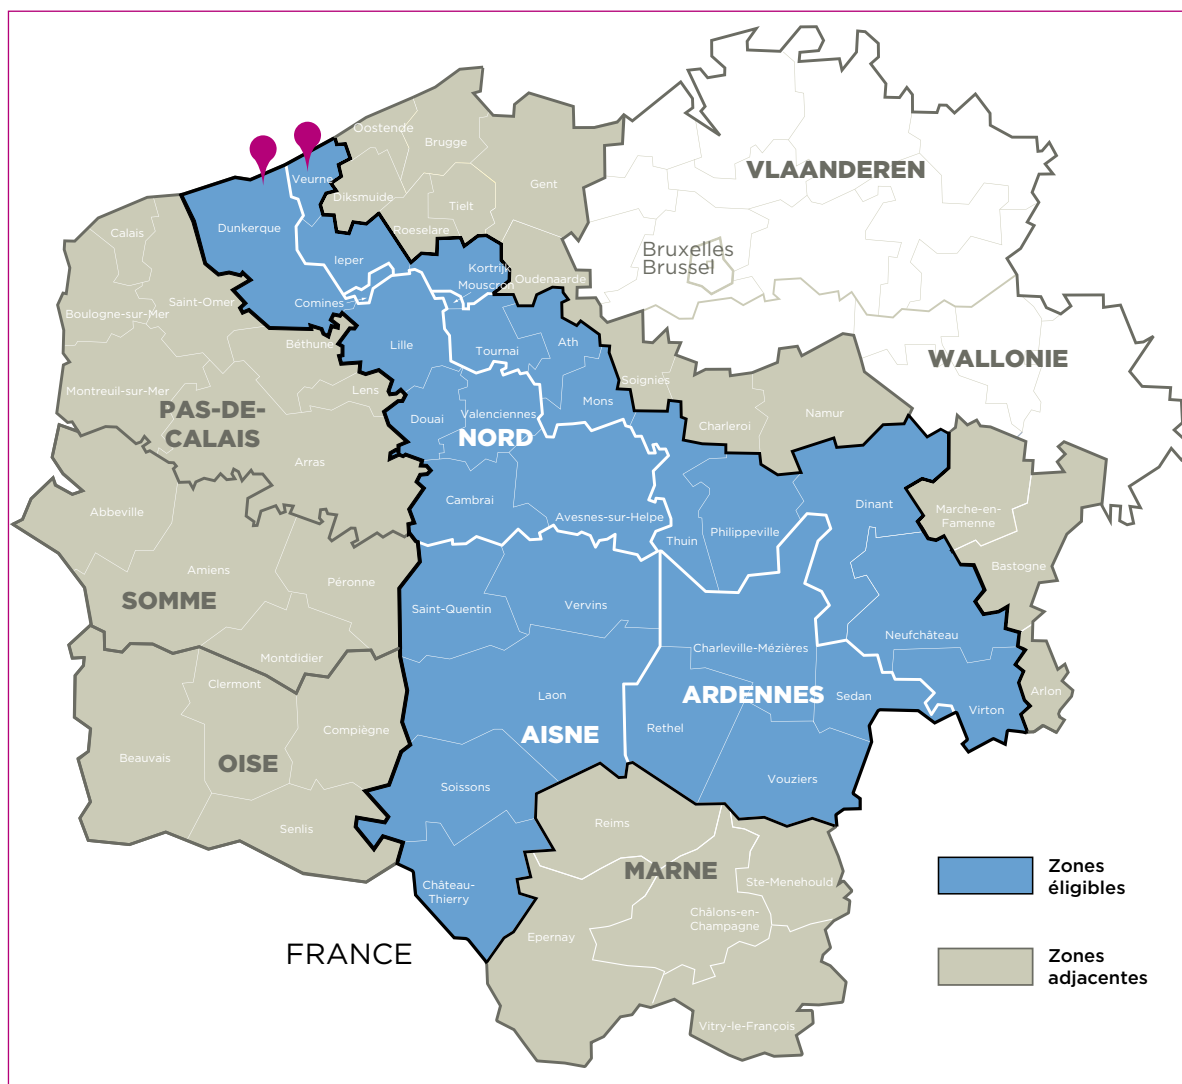 Oostende
Brugge
VLAANDEREN
Veurne
Gent
Diksmuide
Tielt
Dunkerque
Calais
Roeselare
Bruxelles
Brussel
Ieper
Kortrijk
Mouscron
Oudenaarde
Saint-Omer
Comines
Boulogne-sur-Mer
Béthune
Lille
Tournai
Ath
WALLONIE
Soignies
Montreuil-sur-Mer
Lens
Mons
PAS-DE-
CALAIS
Douai
Valenciennes
NORD
Charleroi
Namur
Arras
Cambrai
Abbeville
Avesnes-sur-Helpe
Dinant
Marche-en-
Famenne
Thuin
Philippeville
Amiens
Péronne
Bastogne
SOMME
Saint-Quentin
Vervins
Neufchâteau
Montdidier
Charleville-Mézières
Clermont
Laon
ARDENNES
Sedan
Arlon
Virton
Compiègne
Rethel
AISNE
Beauvais
OISE
Soissons
Vouziers
Senlis
Reims
MARNE
Zones
éligibles
Château-
Thierry
Ste-Menehould
Châlons-en-
Champagne
Epernay
FRANCE
Zones
adjacentes
Vitry-le-François